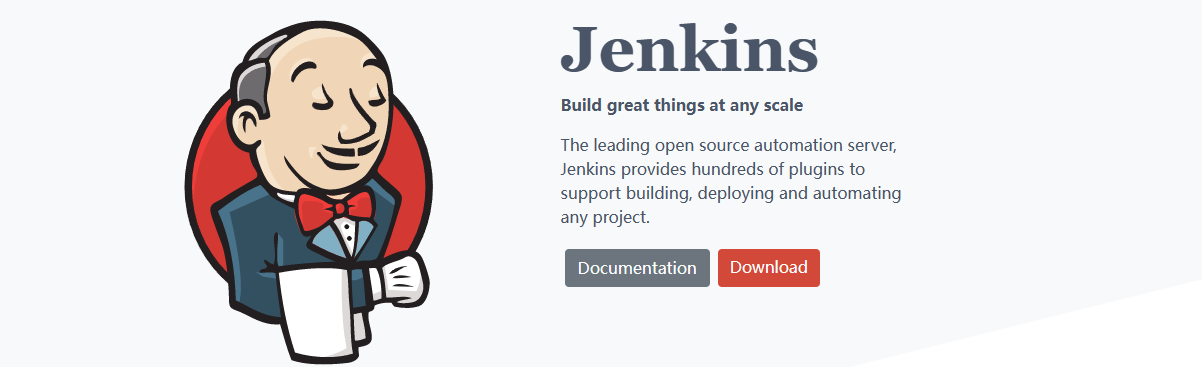 Jenkins
Build great things at any scale
The leading open source automation server,
Jenkins provides hundreds of plugins to
support building, deploying and automating
any project.
Documentation
Download